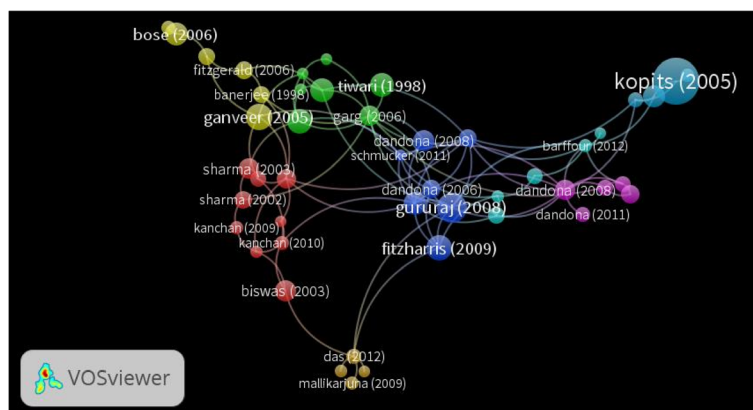 bose (2006)
kopits (2005)
fitzgerald (2006)
tiwari (1998)
banerjee (1998)
ganveer (2005)
garg (2006)
dandona (2008)
barffour (2012)
schmucker (2011)
sharma (2003)
dandona (2006)
dandona (2008)
sharma (2002)
gururaj (2008)
dandona (2011)
kanchan (2009)
kanchan (2010)
fitzharris (2009)
biswas (2003)
das (2012)
mallikarjuna (2009)
VOSviewer